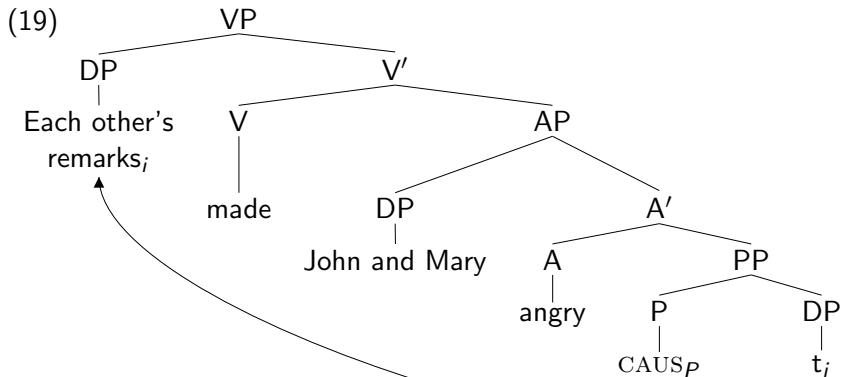 (19) VP
DP V′
Each other's V AP
remarksᵢ
made DP A′
John and Mary A PP
angry P DP
CAUS_P tᵢ